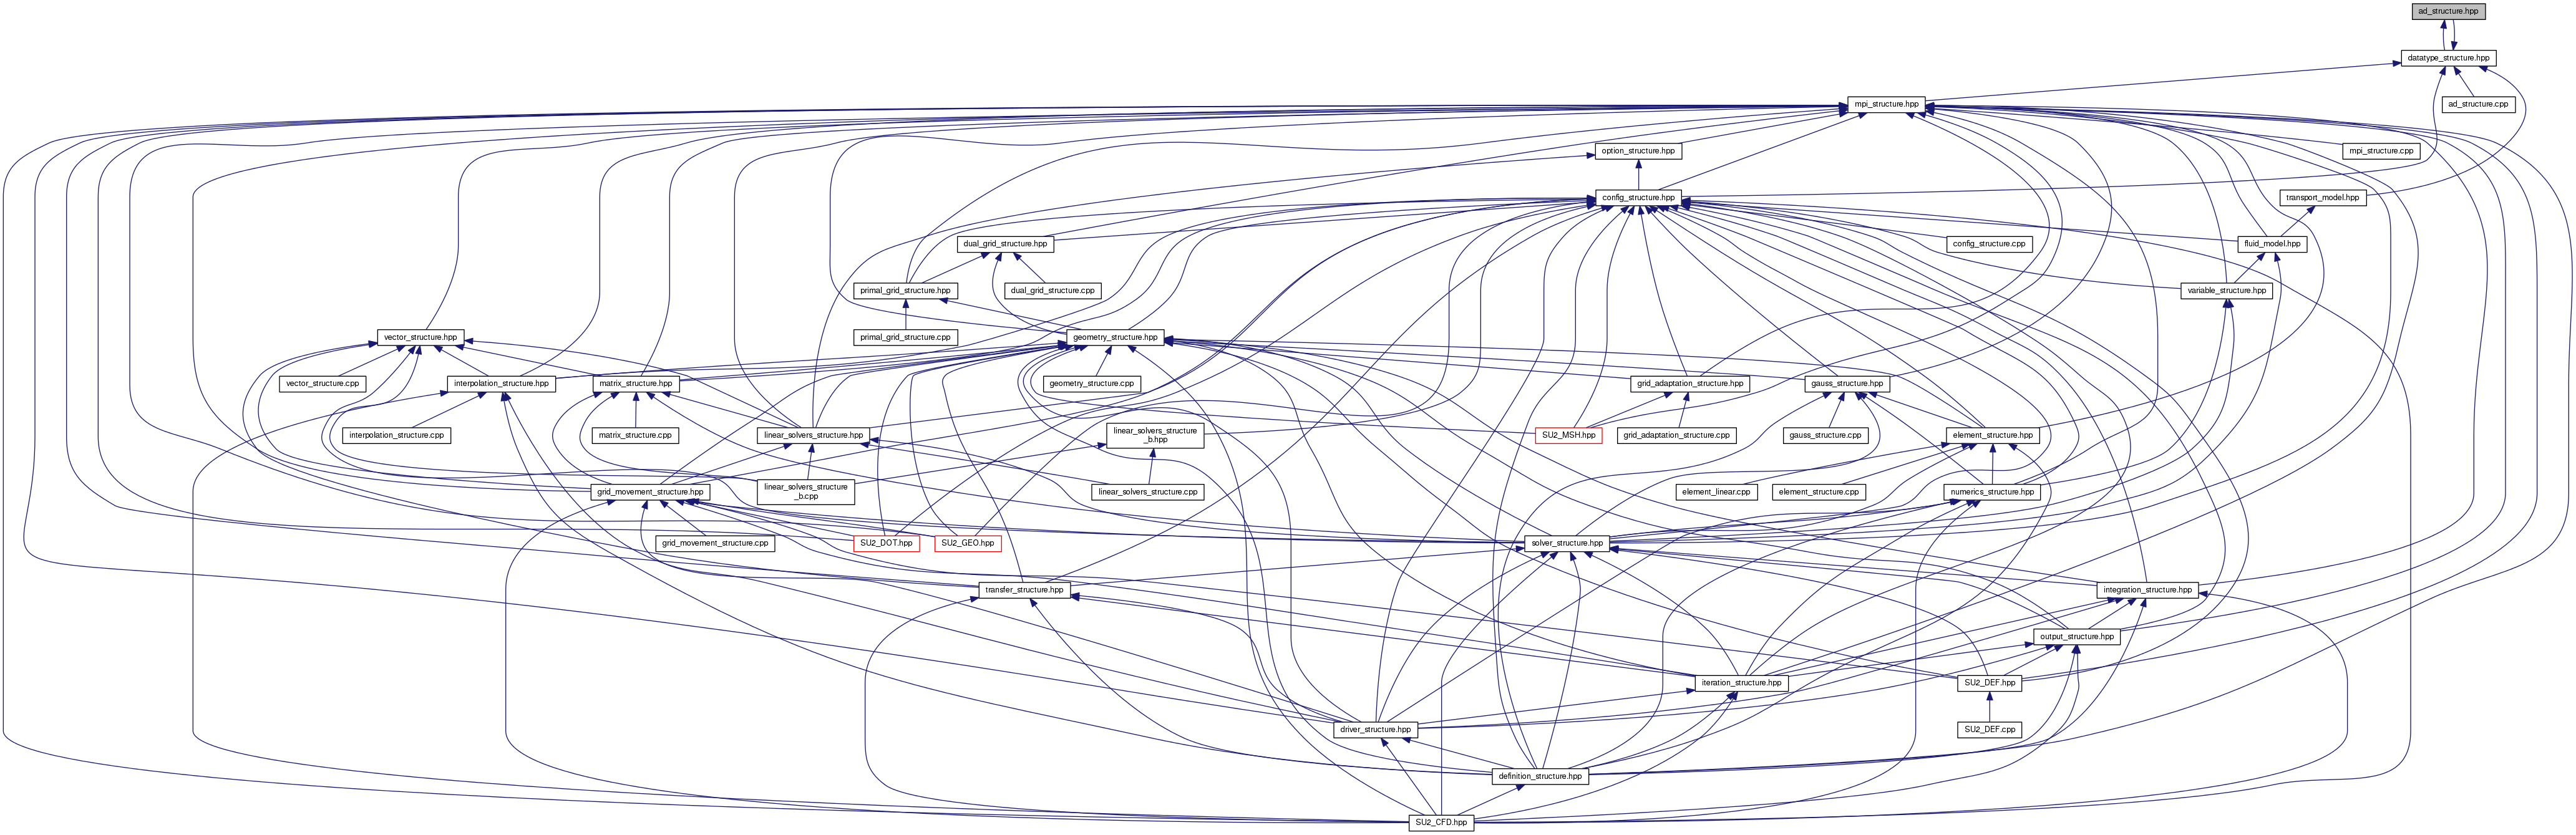 ad_structure.hpp
datatype_structure.hpp
mpi_structure.hpp
ad_structure.cpp
option_structure.hpp
mpi_structure.cpp
config_structure.hpp
transport_model.hpp
dual_grid_structure.hpp
config_structure.cpp
fluid_model.hpp
primal_grid_structure.hpp
dual_grid_structure.cpp
variable_structure.hpp
vector_structure.hpp
primal_grid_structure.cpp
geometry_structure.hpp
vector_structure.cpp
interpolation_structure.hpp
matrix_structure.hpp
geometry_structure.cpp
grid_adaptation_structure.hpp
gauss_structure.hpp
interpolation_structure.cpp
matrix_structure.cpp
linear_solvers_structure.hpp
linear_solvers_structure
_b.hpp
SU2_MSH.hpp
grid_adaptation_structure.cpp
gauss_structure.cpp
element_structure.hpp
grid_movement_structure.hpp
linear_solvers_structure
_b.cpp
linear_solvers_structure.cpp
element_linear.cpp
element_structure.cpp
numerics_structure.hpp
grid_movement_structure.cpp
SU2_DOT.hpp
SU2_GEO.hpp
solver_structure.hpp
transfer_structure.hpp
integration_structure.hpp
output_structure.hpp
iteration_structure.hpp
SU2_DEF.hpp
driver_structure.hpp
SU2_DEF.cpp
definition_structure.hpp
SU2_CFD.hpp